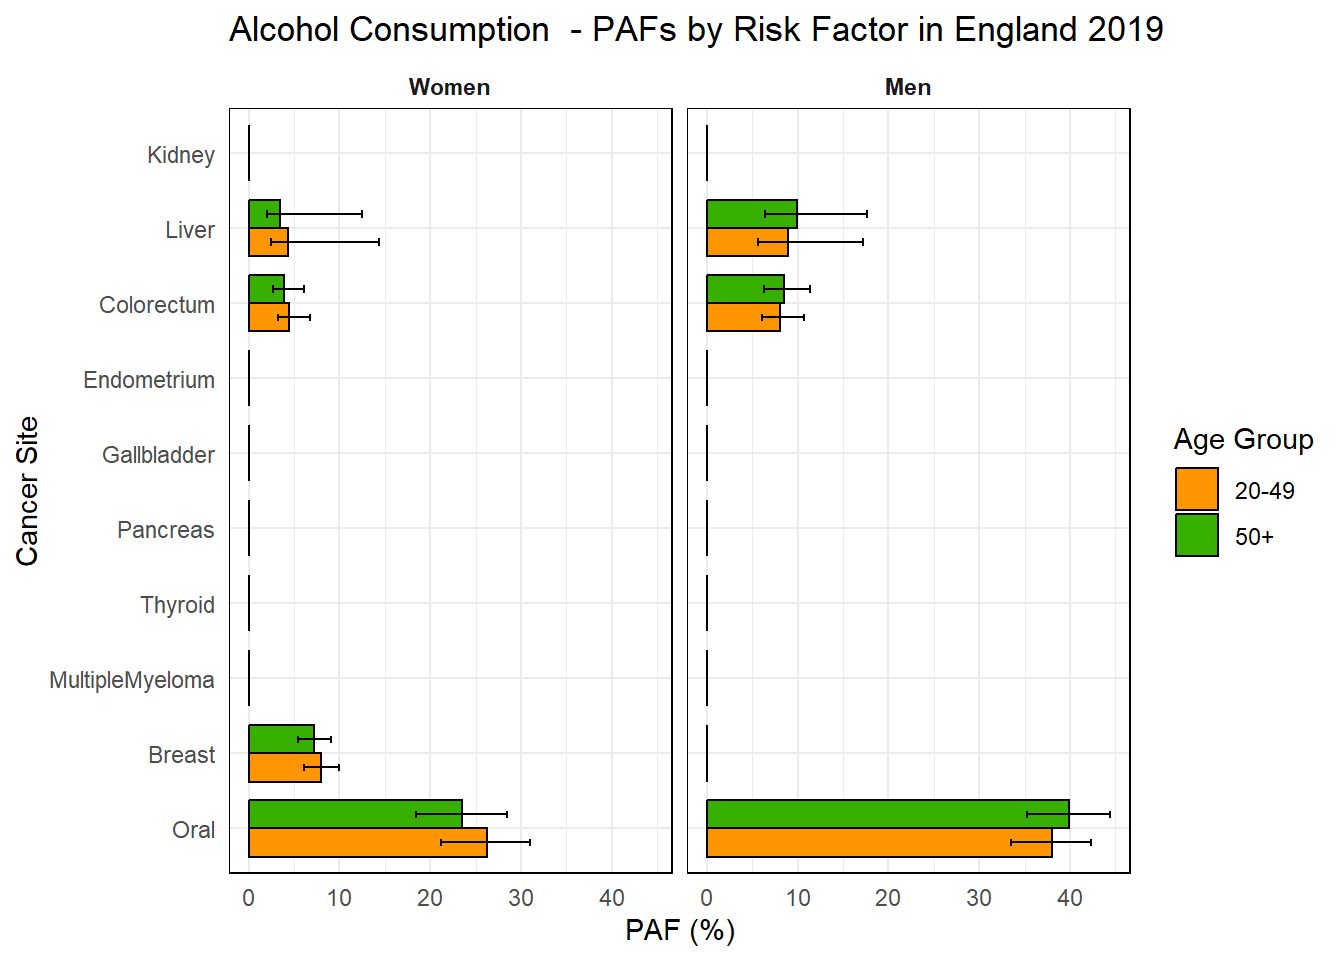 Alcohol Consumption  - PAFs by Risk Factor in England 2019
Women
Men
Cancer Site
Kidney
Liver
Colorectum
Endometrium
Gallbladder
Pancreas
Thyroid
MultipleMyeloma
Breast
Oral
0 10 20 30 40
0 10 20 30 40
PAF (%)
Age Group
20-49
50+